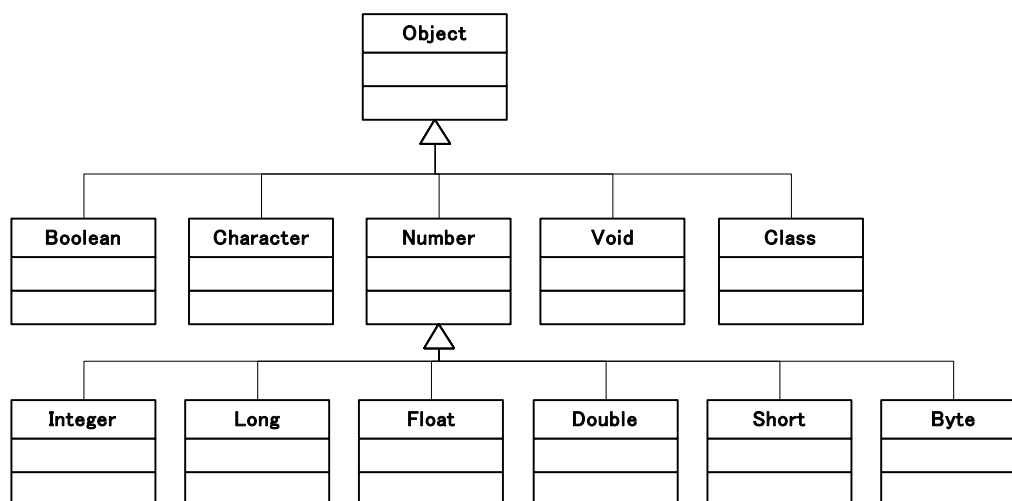 Object
Boolean Character Number Void Class
Integer Long Float Double Short Byte